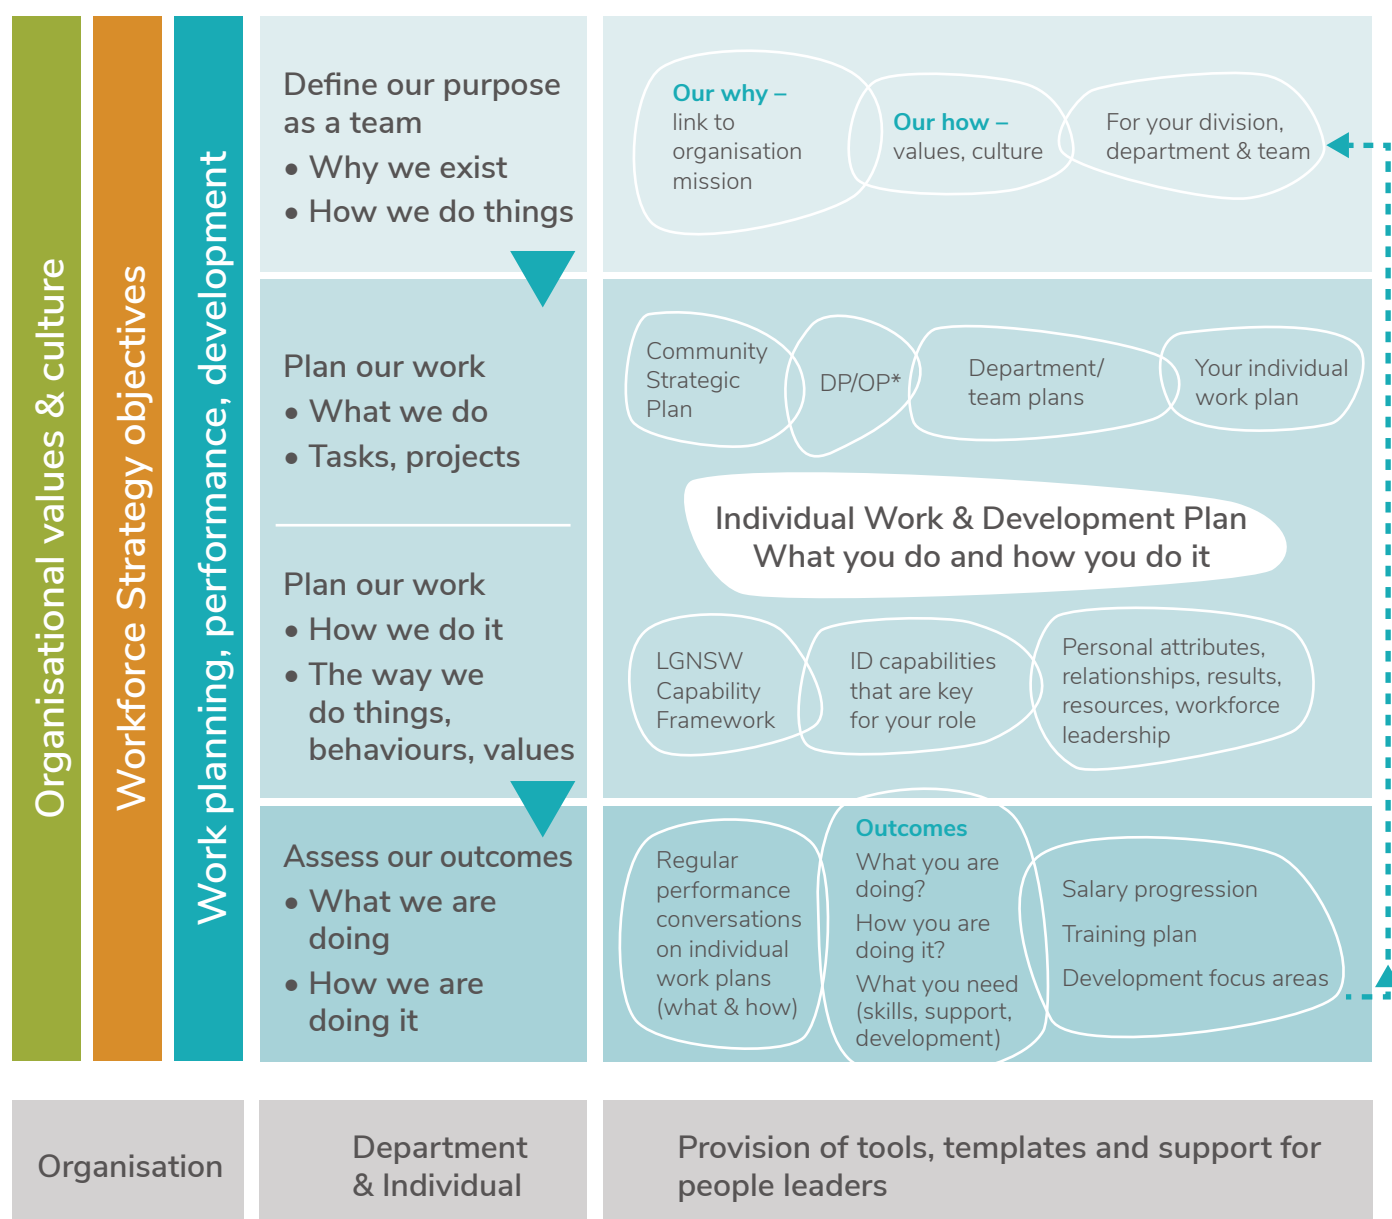 Organisational values & culture
Workforce Strategy objectives
Work planning, performance, development
Define our purpose
as a team
• Why we exist
• How we do things
Our why –
link to
organisation
mission
Our how –
values, culture
For your division,
department & team
Plan our work
• What we do
• Tasks, projects
Community
Strategic
Plan
DP/OP*
Department/
team plans
Your individual
work plan
Individual Work & Development Plan
What you do and how you do it
Plan our work
• How we do it
• The way we
do things,
behaviours, values
LGNSW
Capability
Framework
ID capabilities
that are key
for your role
Personal attributes,
relationships, results,
resources, workforce
leadership
Assess our outcomes
• What we are
doing
• How we are
doing it
Regular
performance
conversations
on individual
work plans
(what & how)
Outcomes
What you are
doing?
How you are
doing it?
What you need
(skills, support,
development)
Salary progression
Training plan
Development focus areas
Organisation
Department
& Individual
Provision of tools, templates and support for
people leaders